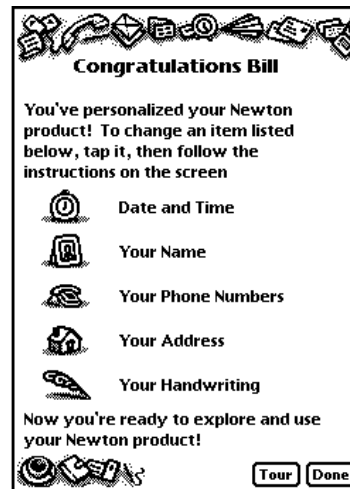 Congratulations Bill
You've personalized your Newton
product! To change an item listed
below, tap it, then follow the
instructions on the screen
Date and Time
Your Name
Your Phone Numbers
Your Address
Your Handwriting
Now you're ready to explore and use
your Newton product!
Tour Done